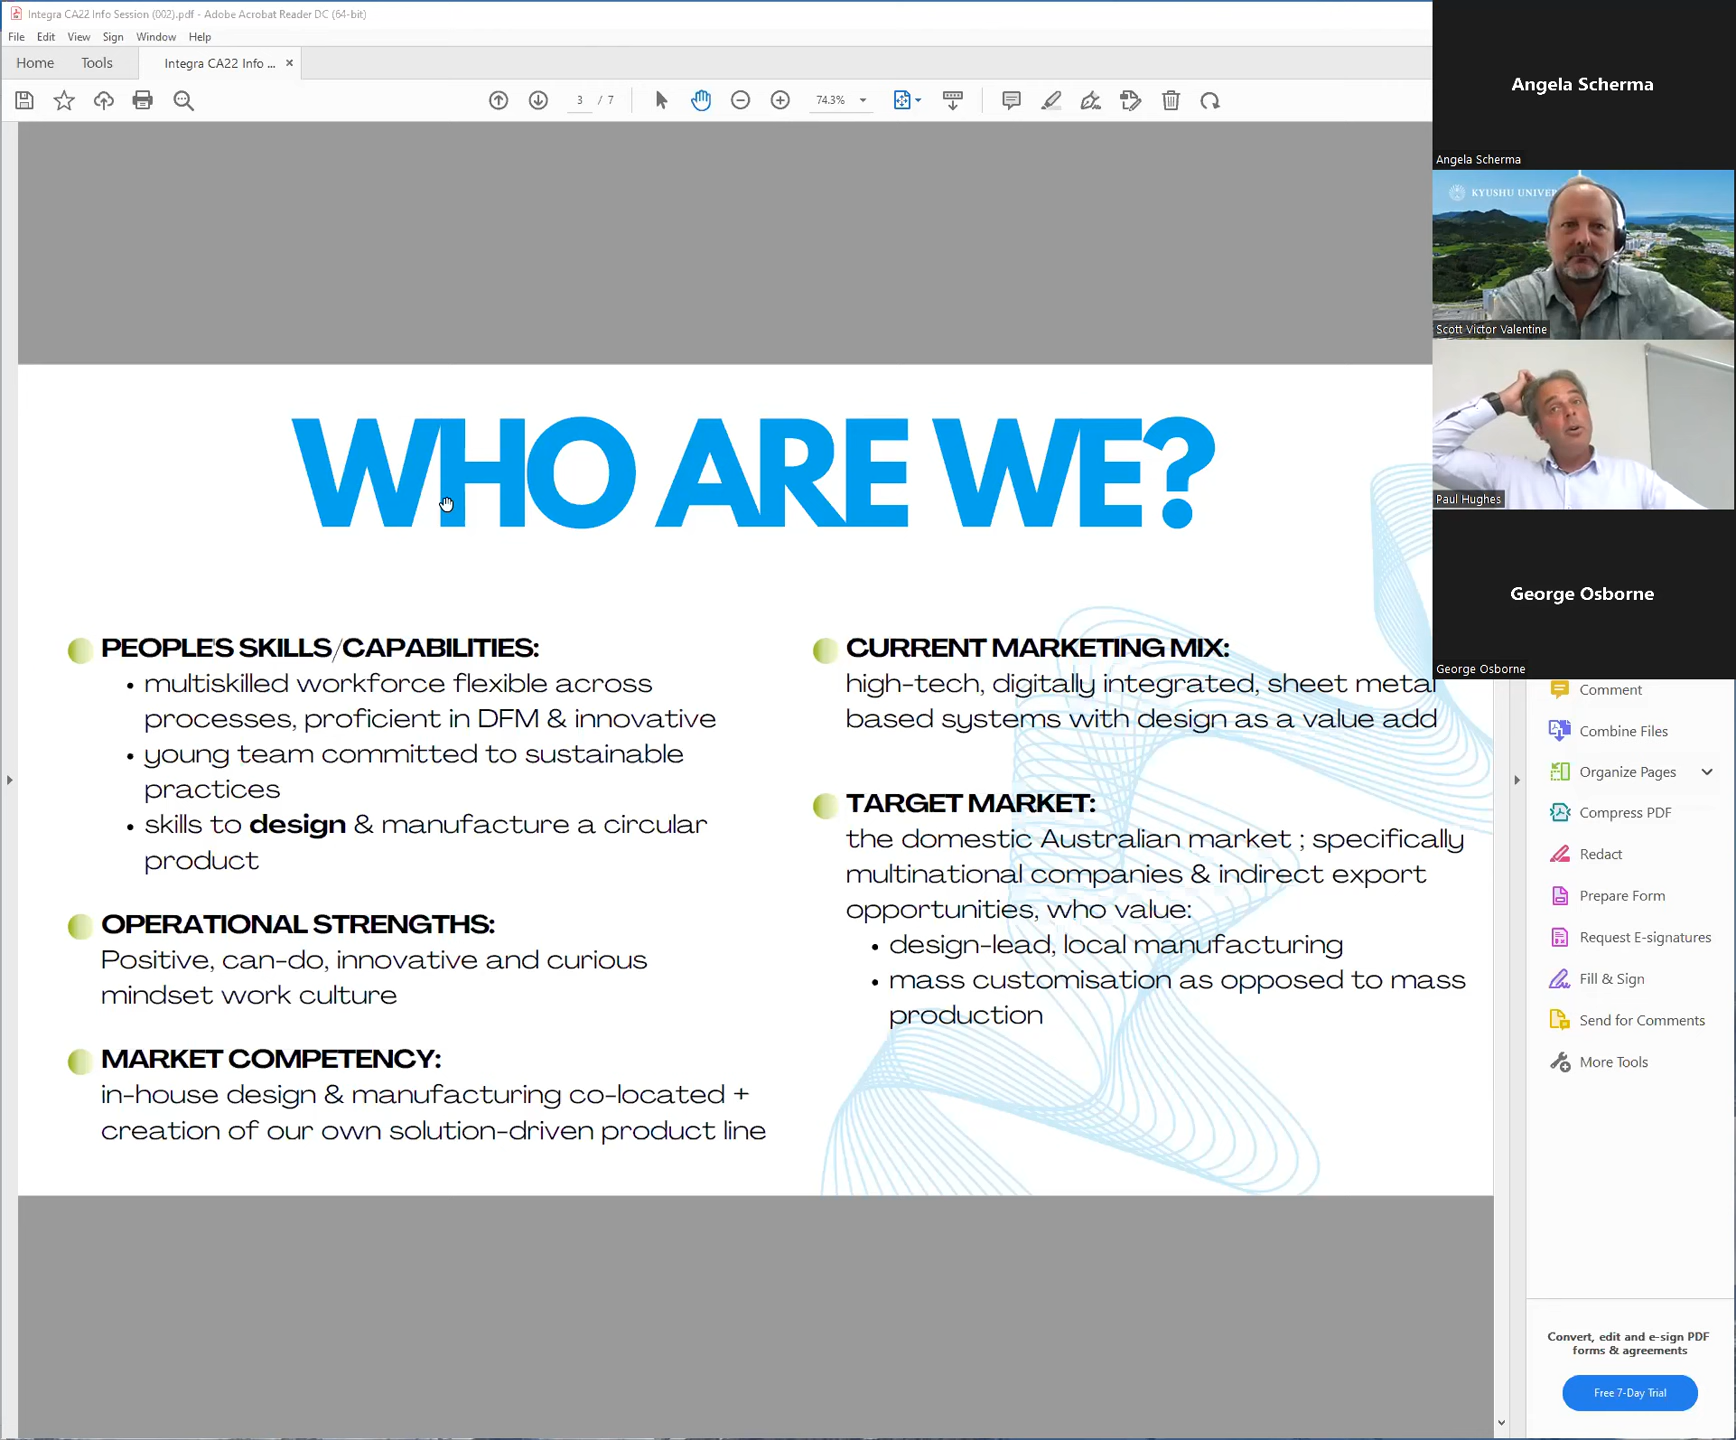 Integra CA22 Info Session (002).pdf - Adobe Acrobat Reader DC (64-bit)
File Edit View Sign Window Help
Home Tools Integra CA22 Info ... ×
3 / 7 74.3%
WHO ARE WE?
PEOPLE'S SKILLS/CAPABILITIES:
• multiskilled workforce flexible across
processes, proficient in DFM & innovative
• young team committed to sustainable
practices
• skills to design & manufacture a circular
product
OPERATIONAL STRENGTHS:
Positive, can-do, innovative and curious
mindset work culture
MARKET COMPETENCY:
in-house design & manufacturing co-located +
creation of our own solution-driven product line
CURRENT MARKETING MIX:
high-tech, digitally integrated, sheet metal
based systems with design as a value add
TARGET MARKET:
the domestic Australian market ; specifically
multinational companies & indirect export
opportunities, who value:
• design-lead, local manufacturing
• mass customisation as opposed to mass
production
Angela Scherma
Angela Scherma
KYUSHU UNIVER
Scott Victor Valentine
Paul Hughes
George Osborne
George Osborne
Comment
Combine Files
Organize Pages
Compress PDF
Redact
Prepare Form
Request E-signatures
Fill & Sign
Send for Comments
More Tools
Convert, edit and e-sign PDF
forms & agreements
Free 7-Day Trial